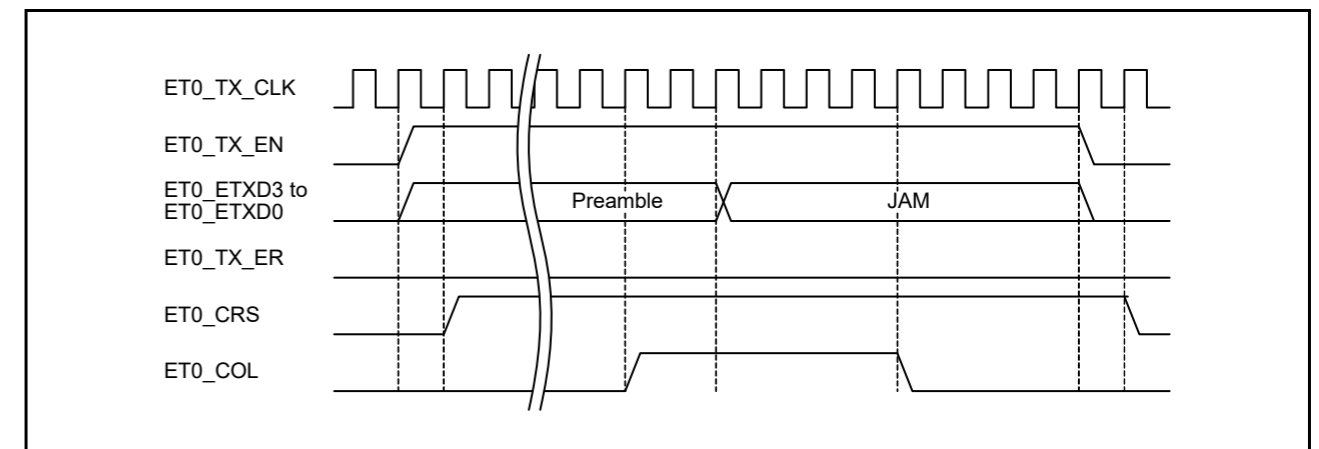 ET0_TX_CLK
ET0_TX_EN
ET0_ETXD3 to
ET0_ETXD0
Preamble
JAM
ET0_TX_ER
ET0_CRS
ET0_COL